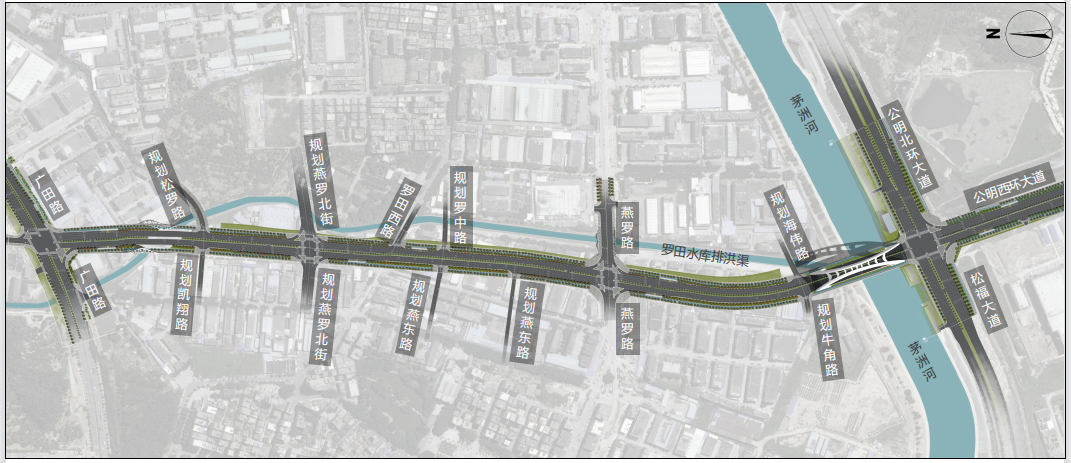 N
茅洲河
公明北环大道
公明西环大道
广田路
规划松罗路
规划燕罗北街
罗田西路
规划罗中路
燕罗路
罗田水库排洪渠
规划海伟路
广田路
规划凯翔路
规划燕罗北街
规划燕东路
规划燕东路
燕罗路
规划牛角路
松福大道
茅洲河